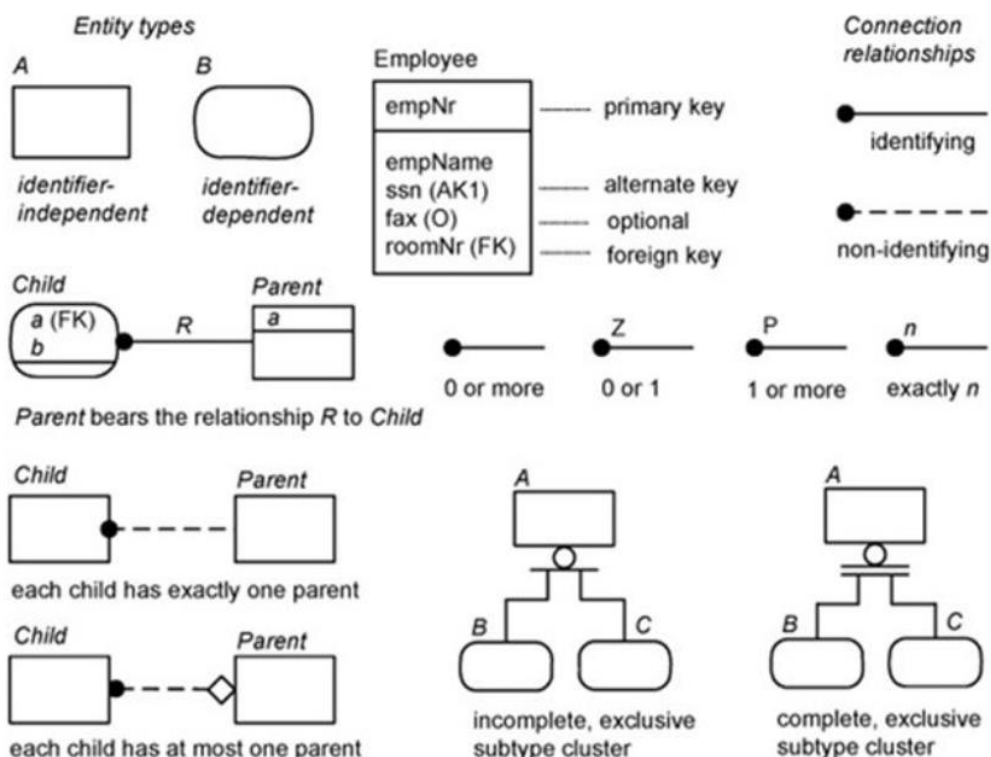 Entity types
A
B
identifier-
independent
identifier-
dependent
Employee
empNr
primary key
empName
ssn (AK1)
alternate key
fax (O)
optional
roomNr (FK)
foreign key
Connection
relationships
identifying
non-identifying
Child
Parent
a (FK)
b
R
a
Parent bears the relationship R to Child
0 or more
Z
0 or 1
P
1 or more
n
exactly n
Child
Parent
each child has exactly one parent
Child
Parent
each child has at most one parent
A
B
C
incomplete, exclusive
subtype cluster
A
B
C
complete, exclusive
subtype cluster